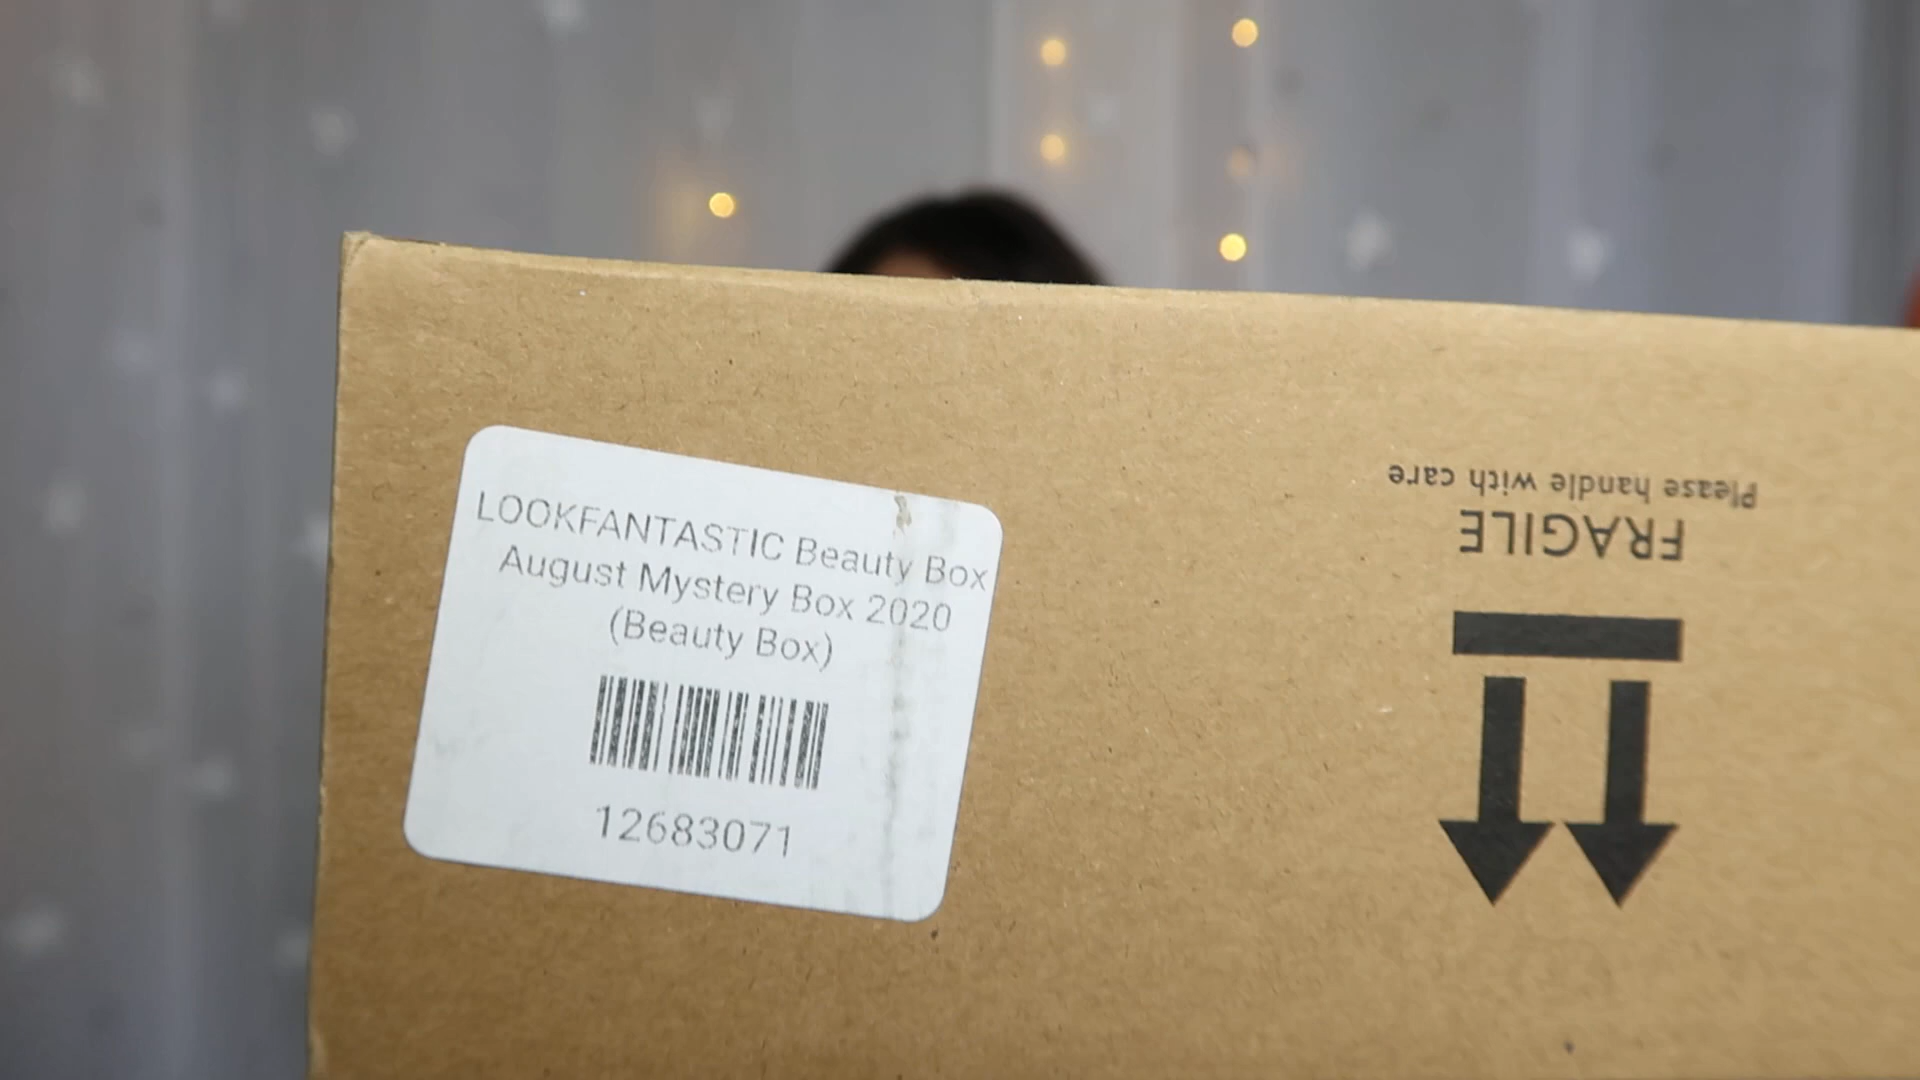 LOOKFANTASTIC Beauty Box
August Mystery Box 2020
(Beauty Box)
12683071
FRAGILE
Please handle with care